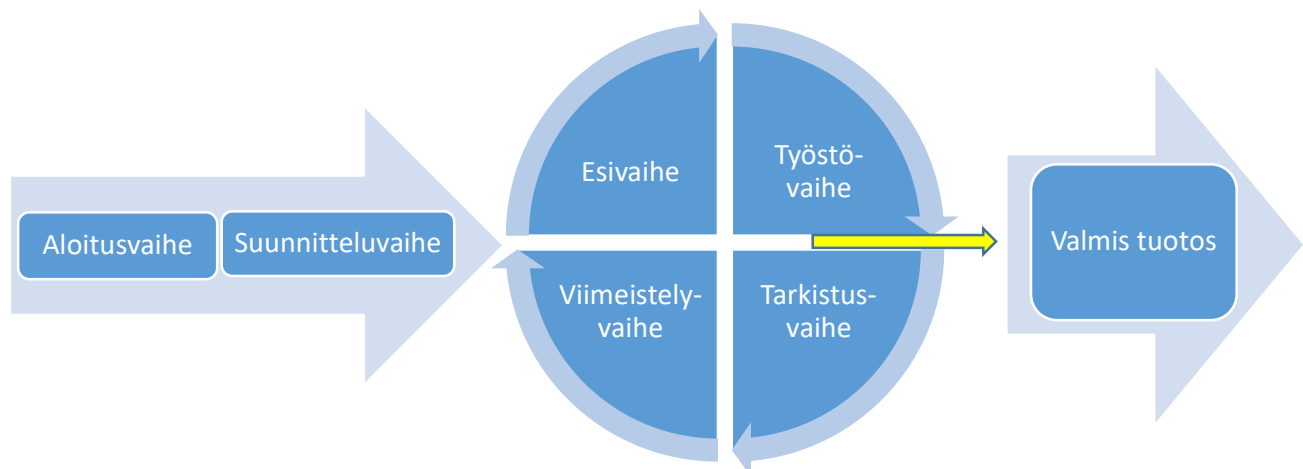 Aloitusvaihe
Suunnitteluvaihe
Esivaihe
Työstö-
vaihe
Viimeistely-
vaihe
Tarkistus-
vaihe
Valmis tuotos